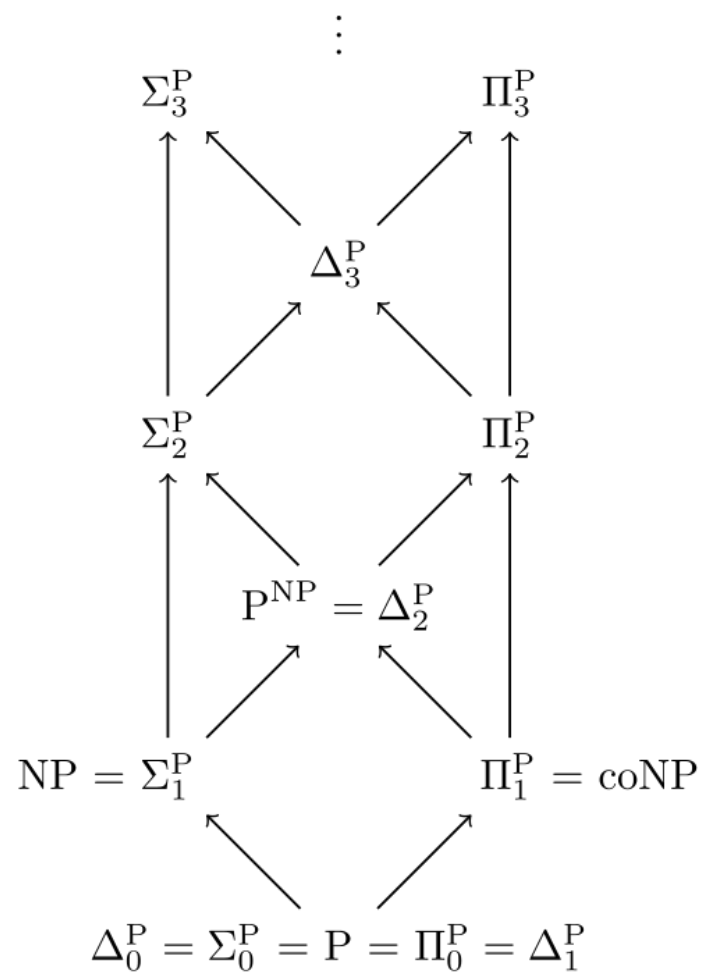 ⋮
Σ₃ᴾ Π₃ᴾ
Δ₃ᴾ
Σ₂ᴾ Π₂ᴾ
Pᴺᴾ = Δ₂ᴾ
NP = Σ₁ᴾ Π₁ᴾ = coNP
Δ₀ᴾ = Σ₀ᴾ = P = Π₀ᴾ = Δ₁ᴾ